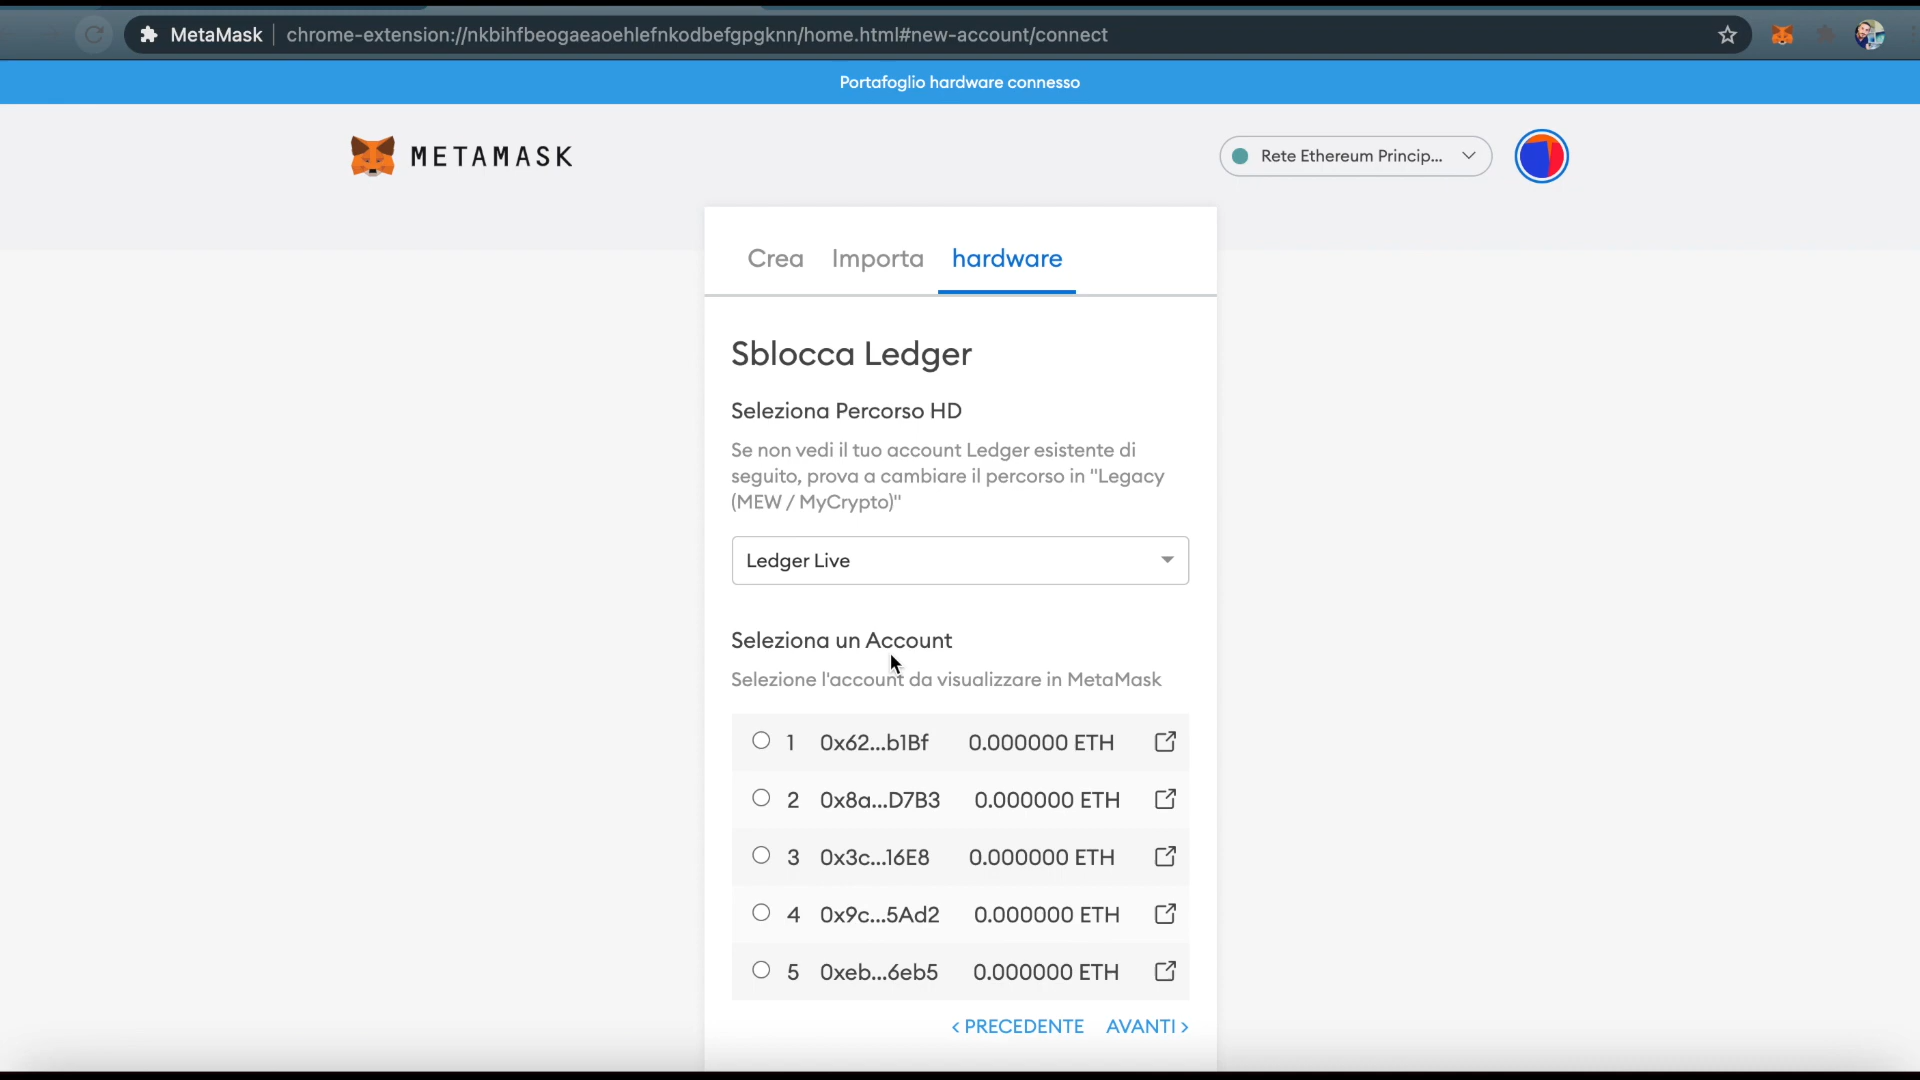 MetaMask chrome-extension://nkbihfbeogaeaoehlefnkodbefgpgknn/home.html#new-account/connect
Portafoglio hardware connesso
METAMASK
Rete Ethereum Princip...
Crea Importa hardware
Sblocca Ledger
Seleziona Percorso HD
Se non vedi il tuo account Ledger esistente di
seguito, prova a cambiare il percorso in "Legacy
(MEW / MyCrypto)"
Ledger Live
Seleziona un Account
Selezione l'account da visualizzare in MetaMask
1 0x62...b1Bf 0.000000 ETH
2 0x8a...D7B3 0.000000 ETH
3 0x3c...16E8 0.000000 ETH
4 0x9c...5Ad2 0.000000 ETH
5 0xeb...6eb5 0.000000 ETH
< PRECEDENTE AVANTI >